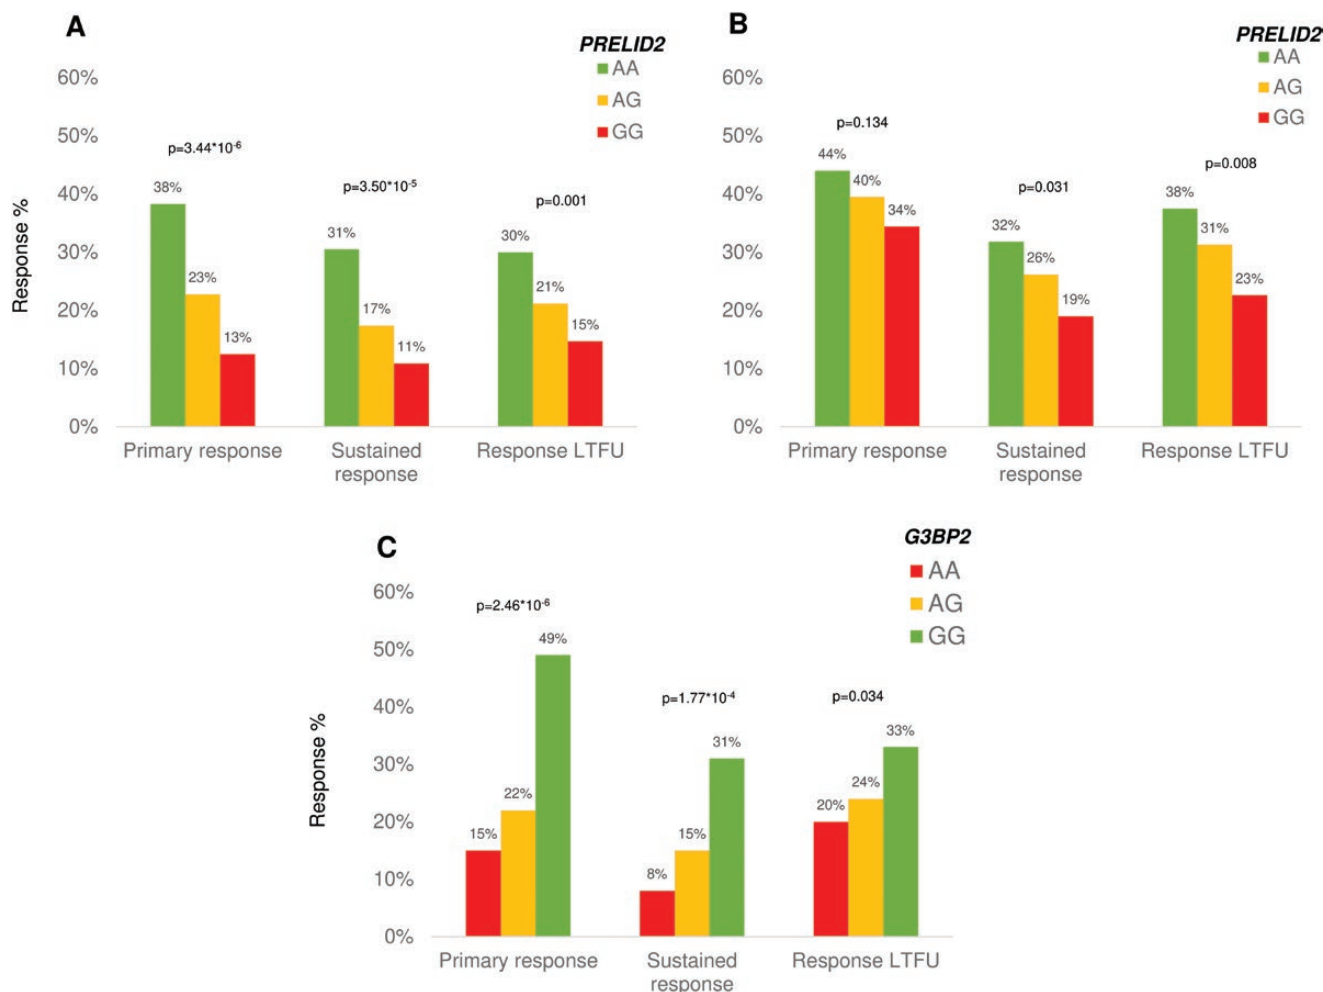 A
PRELID2
AA
AG
GG
60%
50%
40%
30%
20%
10%
0%
Response %
p=3.44*10-6
38%
23%
13%
p=3.50*10-5
31%
17%
11%
p=0.001
30%
21%
15%
Primary response
Sustained
response
Response LTFU
B
PRELID2
AA
AG
GG
60%
50%
40%
30%
20%
10%
0%
p=0.134
44%
40%
34%
p=0.031
32%
26%
19%
p=0.008
38%
31%
23%
Primary response
Sustained
response
Response LTFU
C
G3BP2
AA
AG
GG
60%
50%
40%
30%
20%
10%
0%
Response %
p=2.46*10-6
15%
22%
49%
p=1.77*10-4
8%
15%
31%
p=0.034
20%
24%
33%
Primary response
Sustained
response
Response LTFU